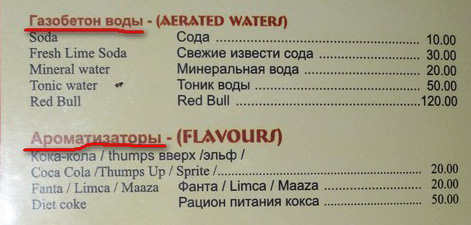 Газобетон воды - (AERATED WATERS)
Soda Сода 10.00
Fresh Lime Soda Свежие извести сода 30.00
Mineral water Минеральная вода 20.00
Tonic water Тоник воды 50.00
Red Bull Red Bull 120.00
Ароматизаторы - (FLAVOURS)
Кока-кола / thumps вверх /эльф /
Coca Cola /Thumps Up / Sprite / 20.00
Fanta / Limca / Maaza Фанта / Limca / Maaza 20.00
Diet coke Рацион питания кокса 50.00